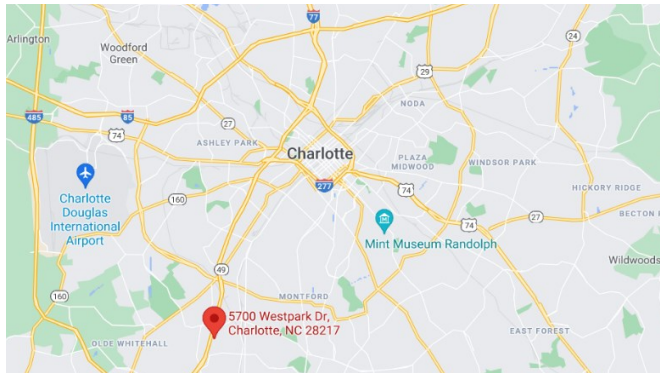 77
Arlington
Woodford
Green
24
29
NODA
485
85
27
74
ASHLEY PARK
Charlotte
PLAZA
MIDWOOD
WINDSOR PARK
277
74
HICKORY RIDGE
Charlotte
Douglas
International
Airport
160
Mint Museum Randolph
74
27
BECTON H
Wildwoods
49
160
MONTFORD
5700 Westpark Dr,
Charlotte, NC 28217
OLDE WHITEHALL
EAST FOREST